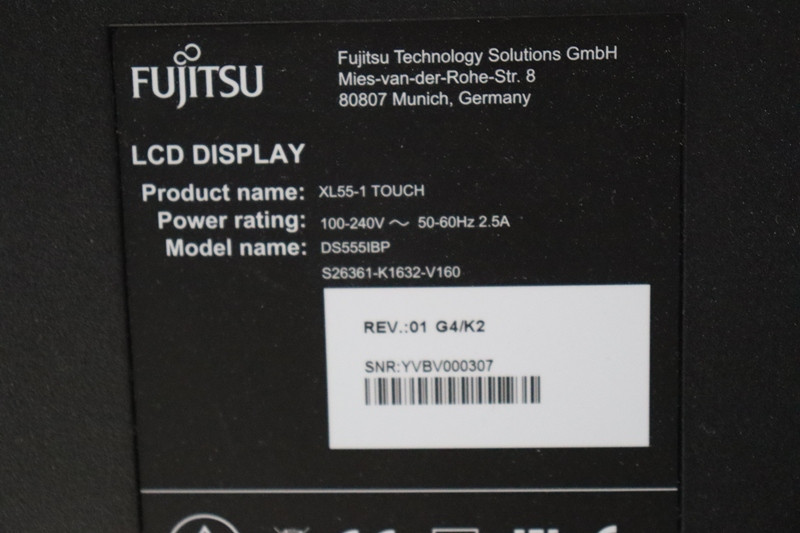 FUJITSU
Fujitsu Technology Solutions GmbH
Mies-van-der-Rohe-Str. 8
80807 Munich, Germany
LCD DISPLAY
Product name: XL55-1 TOUCH
Power rating: 100-240V ～ 50-60Hz 2.5A
Model name: DS555IBP
S26361-K1632-V160
REV.:01 G4/K2
SNR:YVBV000307